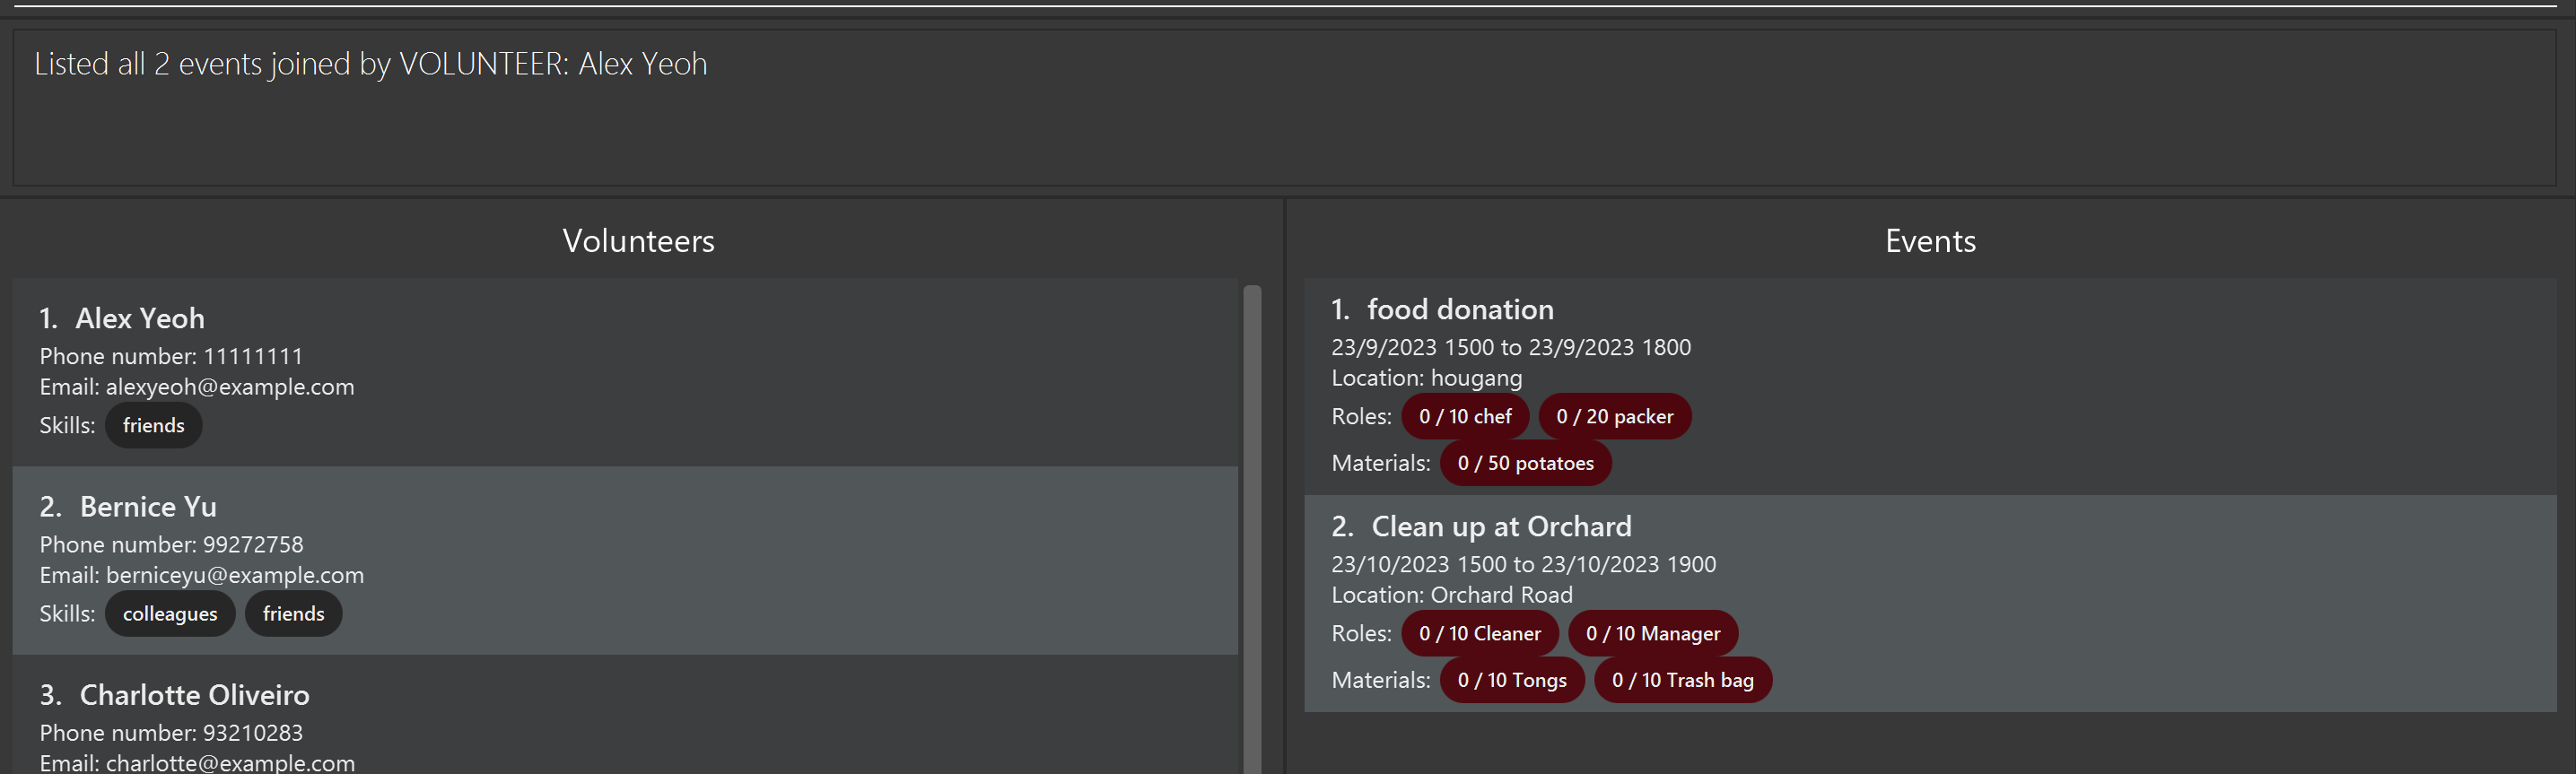 Listed all 2 events joined by VOLUNTEER: Alex Yeoh
Volunteers
1. Alex Yeoh
Phone number: 11111111
Email: alexyeoh@example.com
Skills: friends
2. Bernice Yu
Phone number: 99272758
Email: berniceyu@example.com
Skills: colleagues friends
3. Charlotte Oliveiro
Phone number: 93210283
Email: charlotte@example.com
Events
1. food donation
23/9/2023 1500 to 23/9/2023 1800
Location: hougang
Roles: 0 / 10 chef 0 / 20 packer
Materials: 0 / 50 potatoes
2. Clean up at Orchard
23/10/2023 1500 to 23/10/2023 1900
Location: Orchard Road
Roles: 0 / 10 Cleaner 0 / 10 Manager
Materials: 0 / 10 Tongs 0 / 10 Trash bag